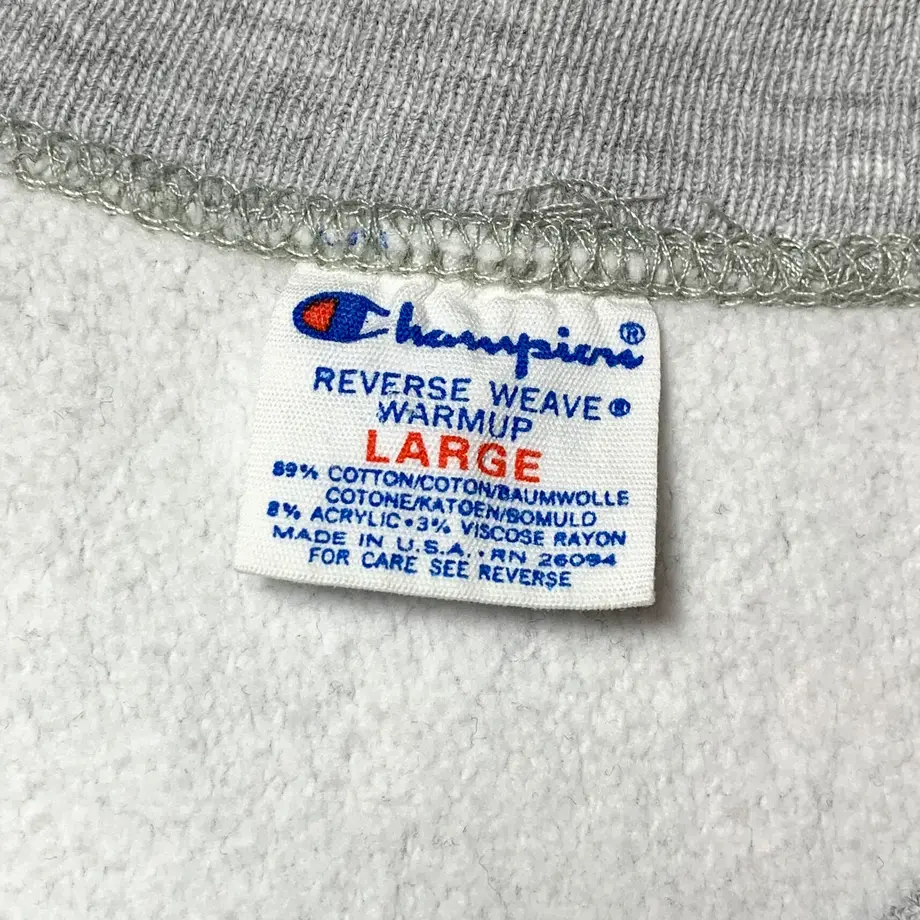 Champion®
REVERSE WEAVE®
WARMUP
LARGE
89% COTTON/COTON/BAUMWOLLE
COTONE/KATOEN/BOMULD
8% ACRYLIC•3% VISCOSE RAYON
MADE IN U.S.A.•RN 26094
FOR CARE SEE REVERSE